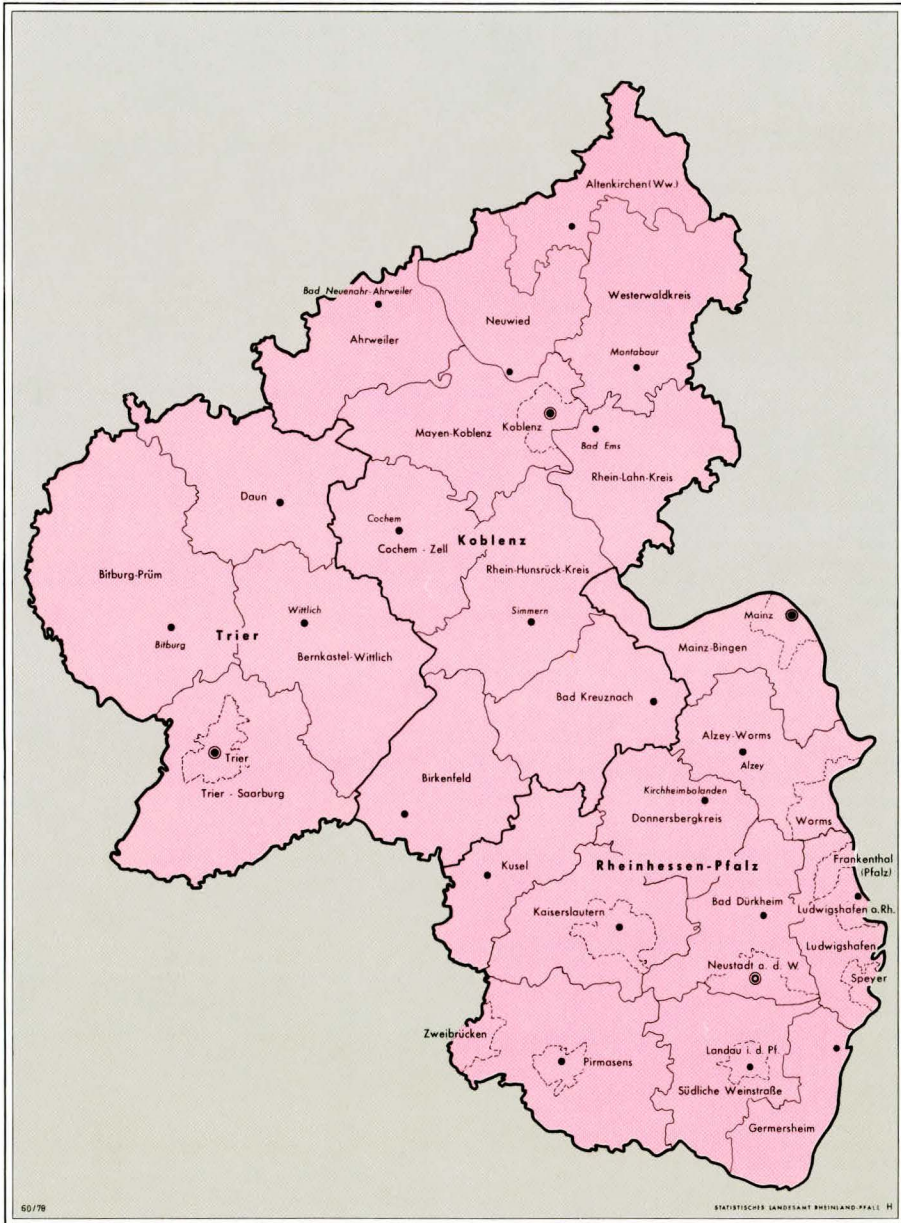 Altenkirchen (Ww.)
Bad Neuenahr-Ahrweiler
Ahrweiler
Neuwied
Westerwaldkreis
Montabaur
Mayen-Koblenz
Koblenz
Bad Ems
Rhein-Lahn-Kreis
Daun
Cochem
Cochem - Zell
Koblenz
Rhein-Hunsrück-Kreis
Bitburg-Prüm
Bitburg
Trier
Wittlich
Bernkastel-Wittlich
Simmern
Mainz
Mainz-Bingen
Bad Kreuznach
Alzey-Worms
Alzey
Trier
Trier - Saarburg
Birkenfeld
Kirchheimbolanden
Donnersbergkreis
Worms
Kusel
Rheinhessen-Pfalz
Frankenthal
(Pfalz)
Kaiserslautern
Bad Dürkheim
Ludwigshafen a.Rh.
Ludwigshafen
Neustadt a. d. W.
Speyer
Zweibrücken
Pirmasens
Landau i. d. Pf.
Südliche Weinstraße
Germersheim
60/78
STATISTISCHES LANDESAMT RHEINLAND-PFALZ H